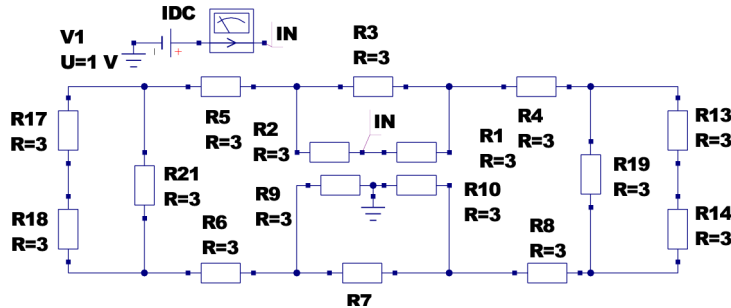 IDC
IN
V1
U=1 V
R3
R=3
R17
R=3
R5
R=3
R2
R=3
IN
R1
R=3
R4
R=3
R13
R=3
R21
R=3
R9
R=3
R10
R=3
R19
R=3
R18
R=3
R6
R=3
R8
R=3
R14
R=3
R7